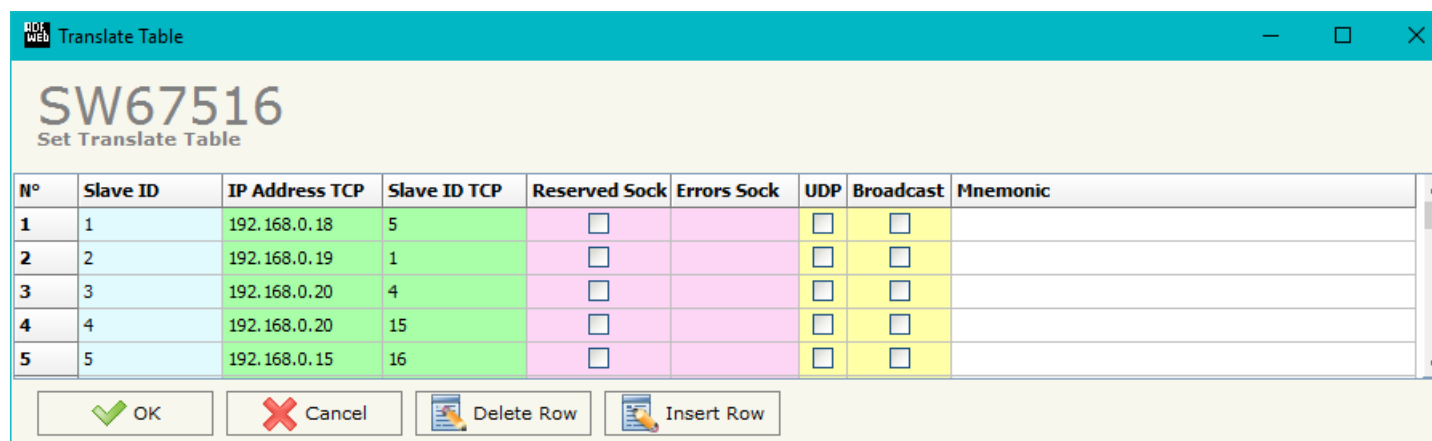 ADF WEB Translate Table
SW67516
Set Translate Table
N° Slave ID IP Address TCP Slave ID TCP Reserved Sock Errors Sock UDP Broadcast Mnemonic
1 1 192.168.0.18 5
2 2 192.168.0.19 1
3 3 192.168.0.20 4
4 4 192.168.0.20 15
5 5 192.168.0.15 16
OK Cancel Delete Row Insert Row